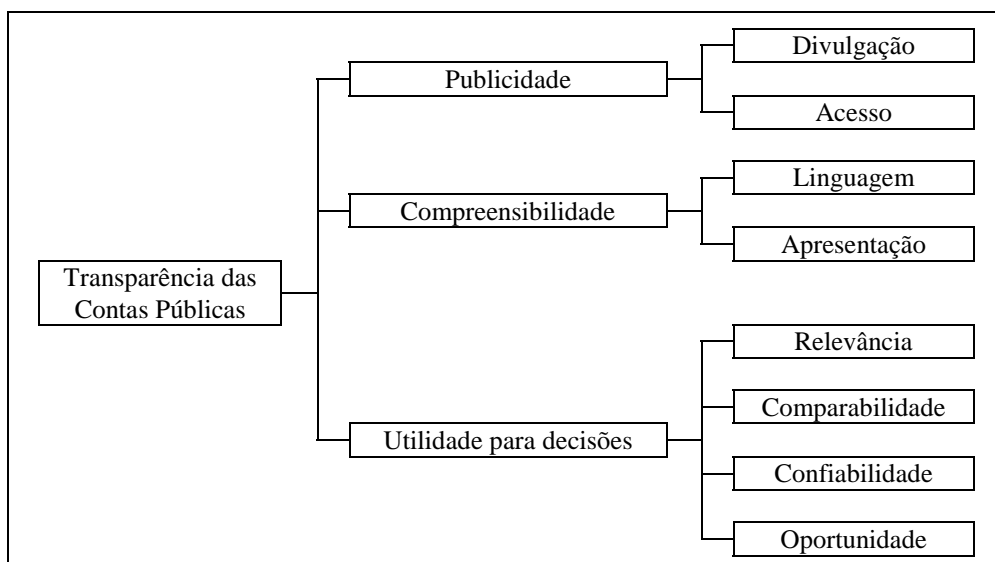 Transparência das
Contas Públicas
Publicidade
Divulgação
Acesso
Compreensibilidade
Linguagem
Apresentação
Utilidade para decisões
Relevância
Comparabilidade
Confiabilidade
Oportunidade